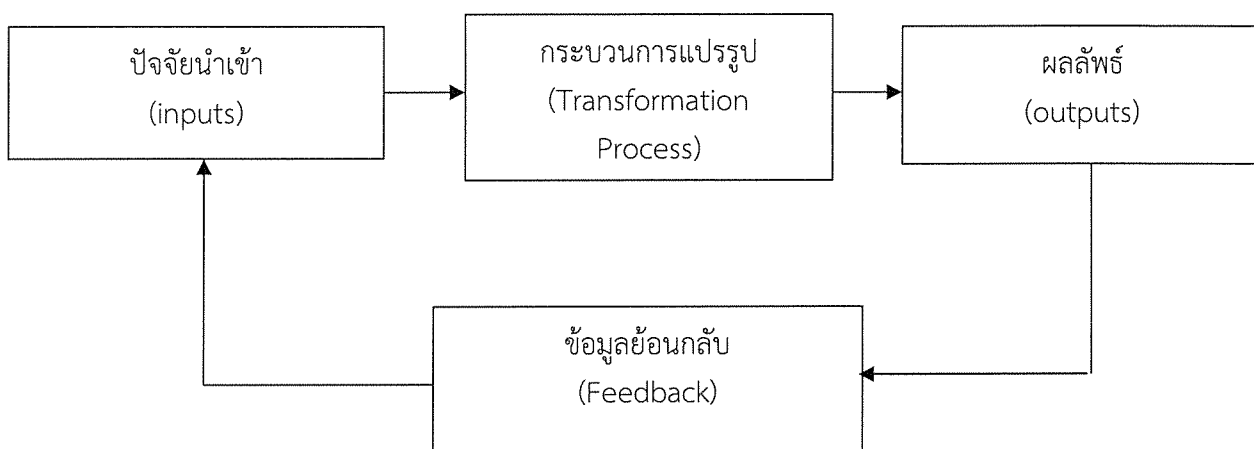 ปัจจัยนำเข้า
(inputs)
กระบวนการแปรรูป
(Transformation
Process)
ผลลัพธ์
(outputs)
ข้อมูลย้อนกลับ
(Feedback)